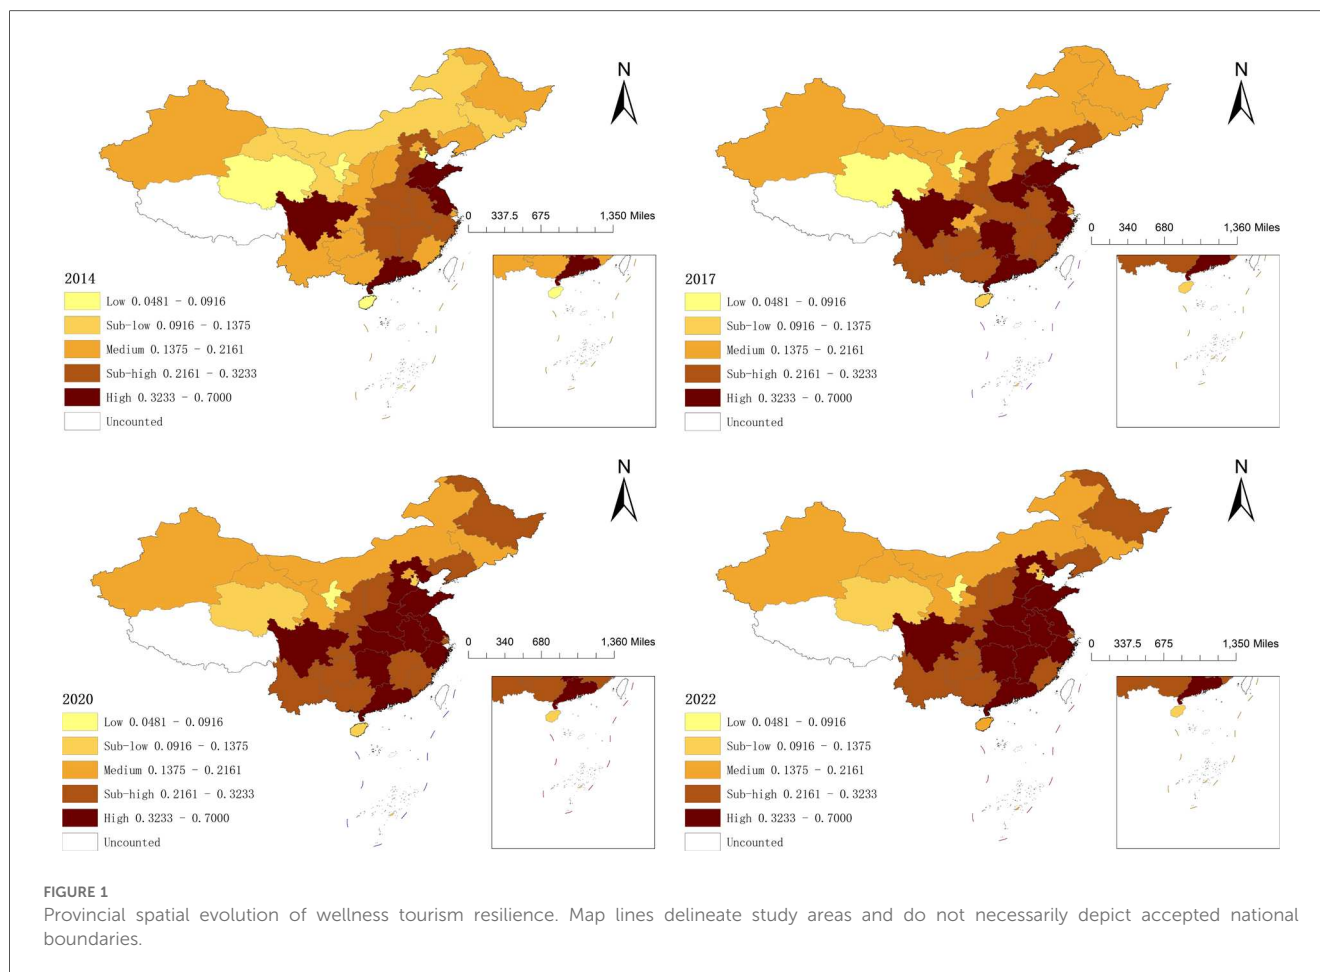 N
0 337.5 675 1,350 Miles
2014
Low 0.0481 - 0.0916
Sub-low 0.0916 - 0.1375
Medium 0.1375 - 0.2161
Sub-high 0.2161 - 0.3233
High 0.3233 - 0.7000
Uncounted
N
0 340 680 1,360 Miles
2017
Low 0.0481 - 0.0916
Sub-low 0.0916 - 0.1375
Medium 0.1375 - 0.2161
Sub-high 0.2161 - 0.3233
High 0.3233 - 0.7000
Uncounted
N
0 340 680 1,360 Miles
2020
Low 0.0481 - 0.0916
Sub-low 0.0916 - 0.1375
Medium 0.1375 - 0.2161
Sub-high 0.2161 - 0.3233
High 0.3233 - 0.7000
Uncounted
N
0 337.5 675 1,350 Miles
2022
Low 0.0481 - 0.0916
Sub-low 0.0916 - 0.1375
Medium 0.1375 - 0.2161
Sub-high 0.2161 - 0.3233
High 0.3233 - 0.7000
Uncounted
FIGURE 1
Provincial spatial evolution of wellness tourism resilience. Map lines delineate study areas and do not necessarily depict accepted national
boundaries.